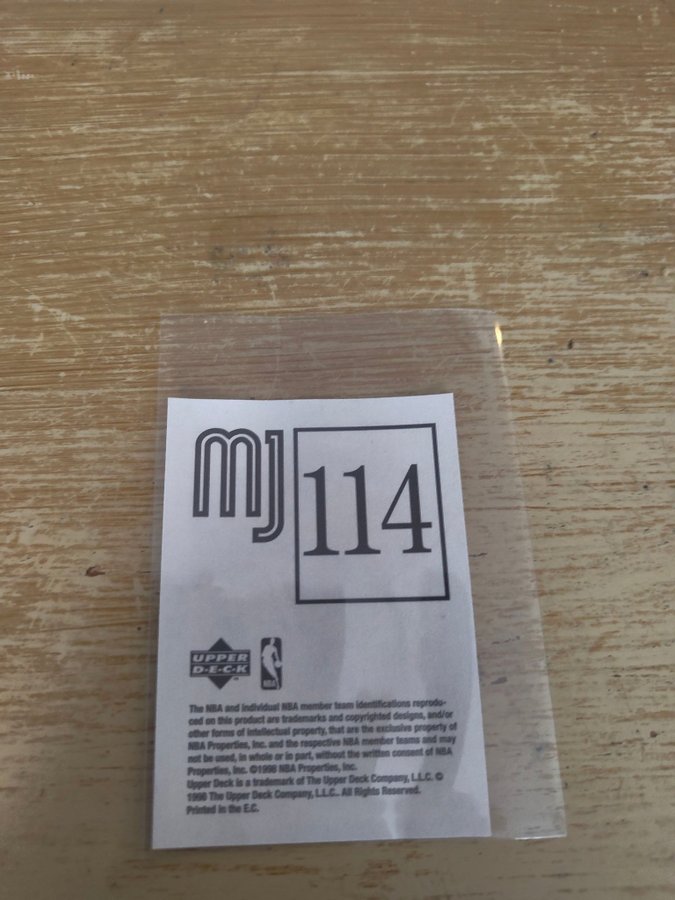 MJ
114
UPPER
D·E·C·K
TM
NBA
The NBA and individual NBA member team identifications reprodu-
ced on this product are trademarks and copyrighted designs, and/or
other forms of intellectual property, that are the exclusive property of
NBA Properties, Inc. and the respective NBA member teams and may
not be used, in whole or in part, without the written consent of NBA
Properties, Inc. ©1998 NBA Properties, Inc.
Upper Deck is a trademark of The Upper Deck Company, L.L.C. ©
1998 The Upper Deck Company, L.L.C.. All Rights Reserved.
Printed in the E.C.